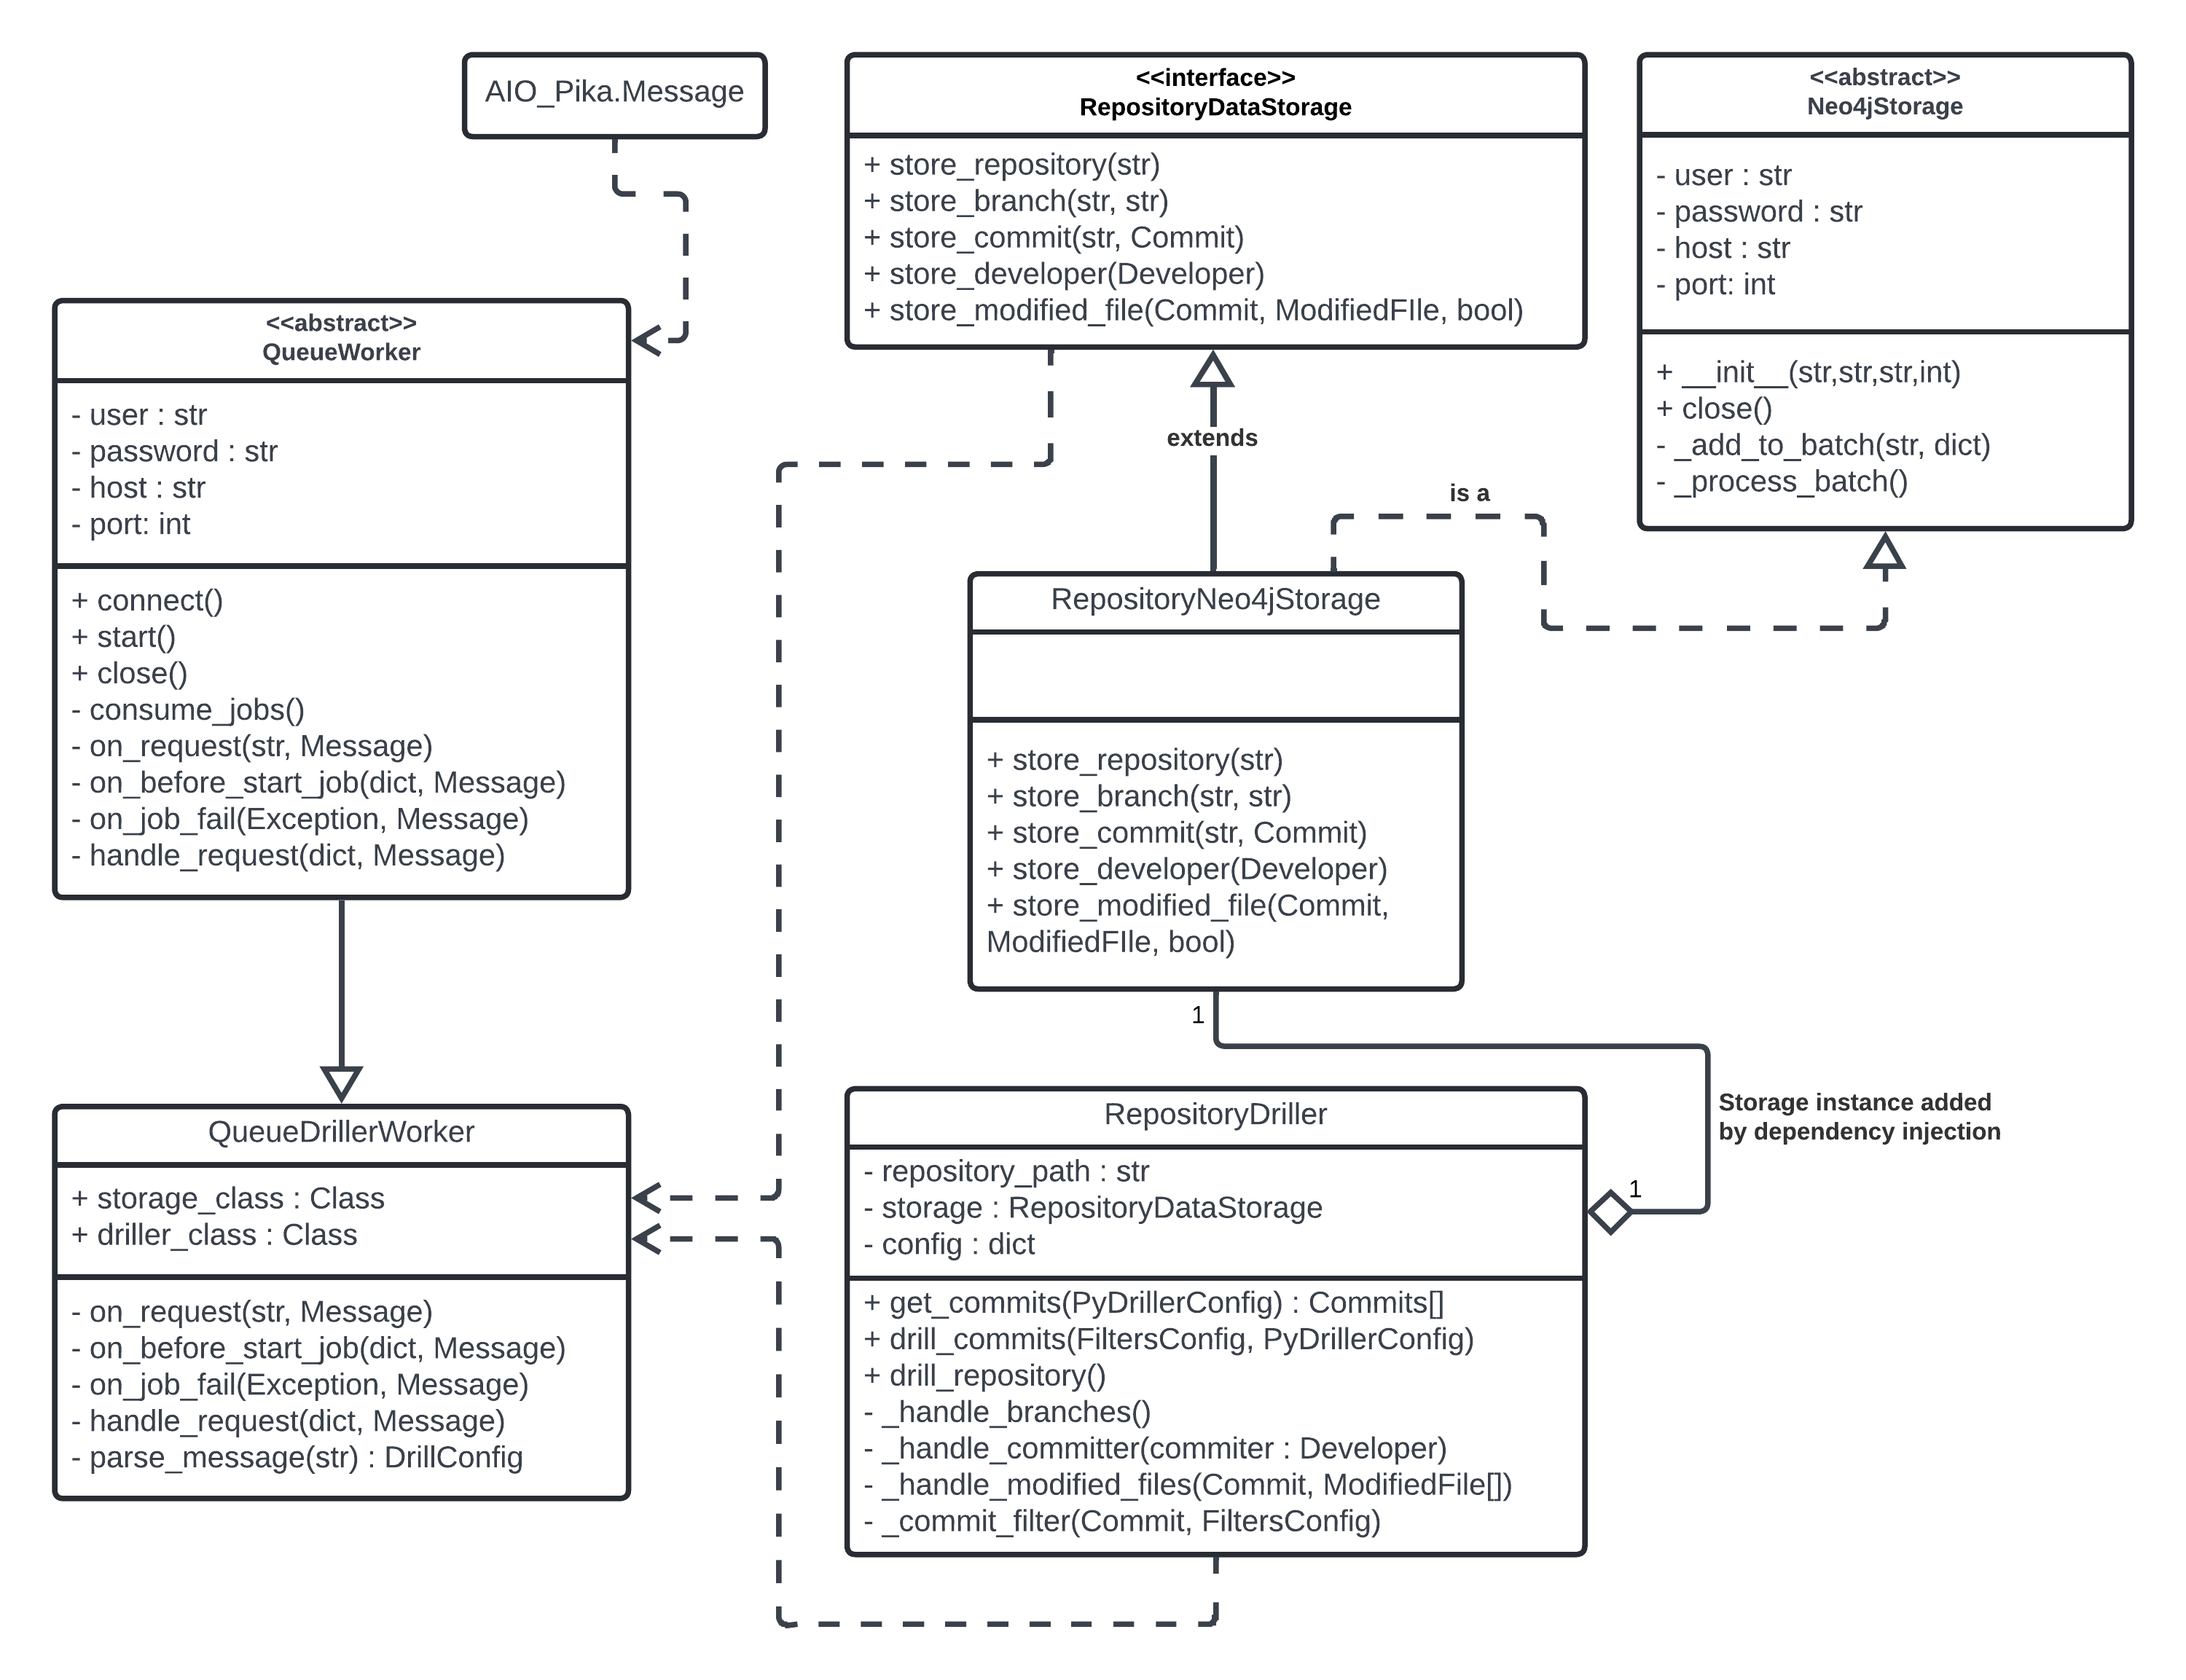 AIO_Pika.Message
<<interface>>
RepositoryDataStorage
+ store_repository(str)
+ store_branch(str, str)
+ store_commit(str, Commit)
+ store_developer(Developer)
+ store_modified_file(Commit, ModifiedFIle, bool)
<<abstract>>
Neo4jStorage
- user : str
- password : str
- host : str
- port: int
+ __init__(str,str,str,int)
+ close()
- _add_to_batch(str, dict)
- _process_batch()
<<abstract>>
QueueWorker
- user : str
- password : str
- host : str
- port: int
+ connect()
+ start()
+ close()
- consume_jobs()
- on_request(str, Message)
- on_before_start_job(dict, Message)
- on_job_fail(Exception, Message)
- handle_request(dict, Message)
extends
is a
RepositoryNeo4jStorage
+ store_repository(str)
+ store_branch(str, str)
+ store_commit(str, Commit)
+ store_developer(Developer)
+ store_modified_file(Commit,
ModifiedFIle, bool)
1
Storage instance added
by dependency injection
1
QueueDrillerWorker
+ storage_class : Class
+ driller_class : Class
- on_request(str, Message)
- on_before_start_job(dict, Message)
- on_job_fail(Exception, Message)
- handle_request(dict, Message)
- parse_message(str) : DrillConfig
RepositoryDriller
- repository_path : str
- storage : RepositoryDataStorage
- config : dict
+ get_commits(PyDrillerConfig) : Commits[]
+ drill_commits(FiltersConfig, PyDrillerConfig)
+ drill_repository()
- _handle_branches()
- _handle_committer(commiter : Developer)
- _handle_modified_files(Commit, ModifiedFile[])
- _commit_filter(Commit, FiltersConfig)